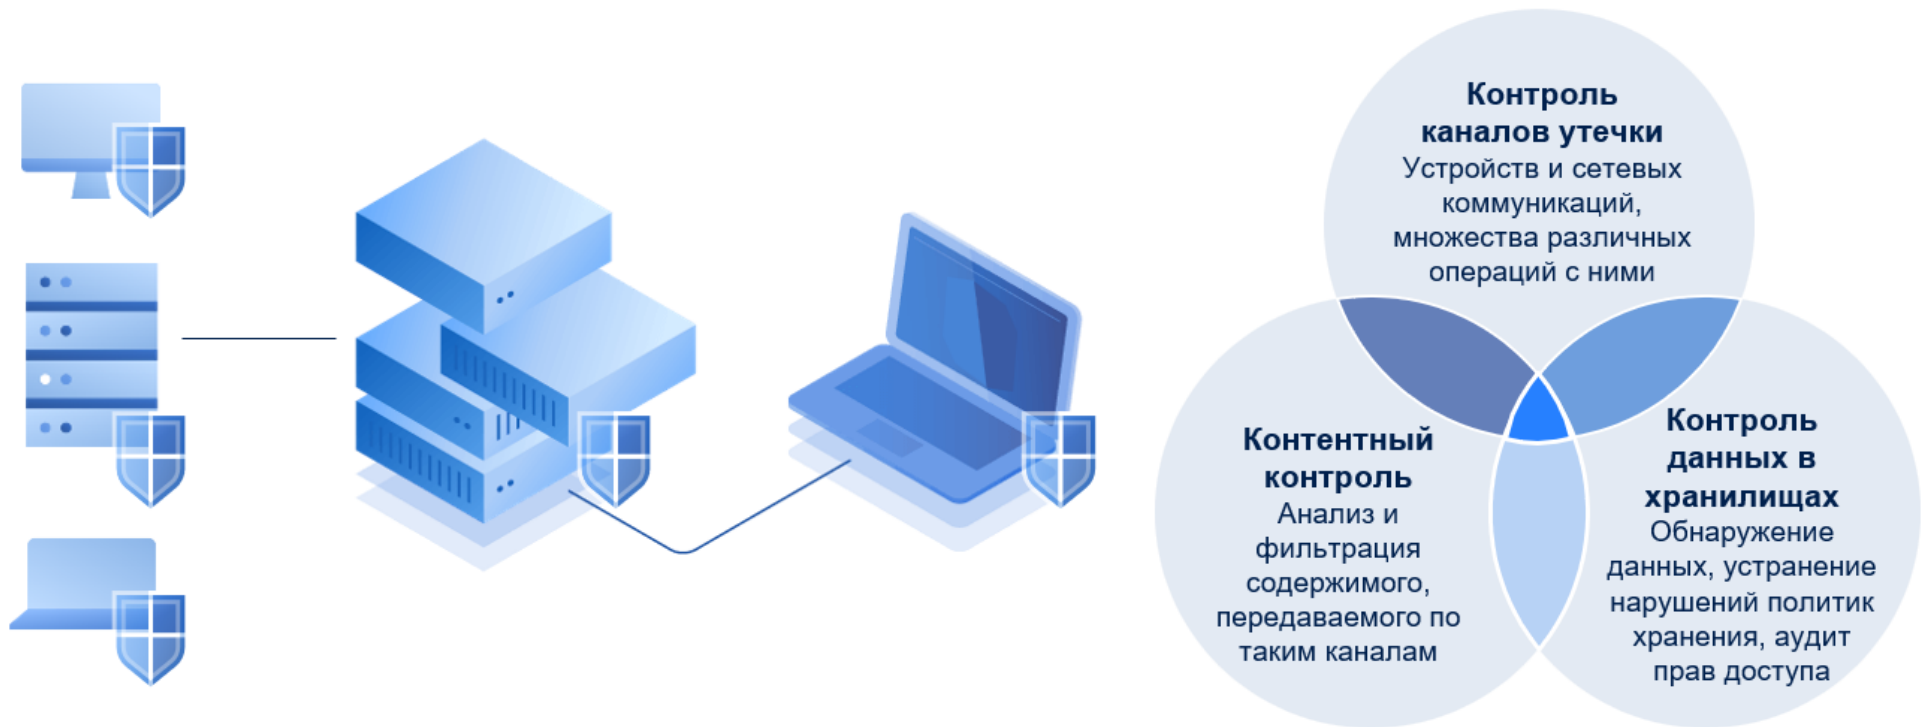 Контроль
каналов утечки
Устройств и сетевых
коммуникаций,
множества различных
операций с ними
Контентный
контроль
Анализ и
фильтрация
содержимого,
передаваемого по
таким каналам
Контроль
данных в
хранилищах
Обнаружение
данных, устранение
нарушений политик
хранения, аудит
прав доступа